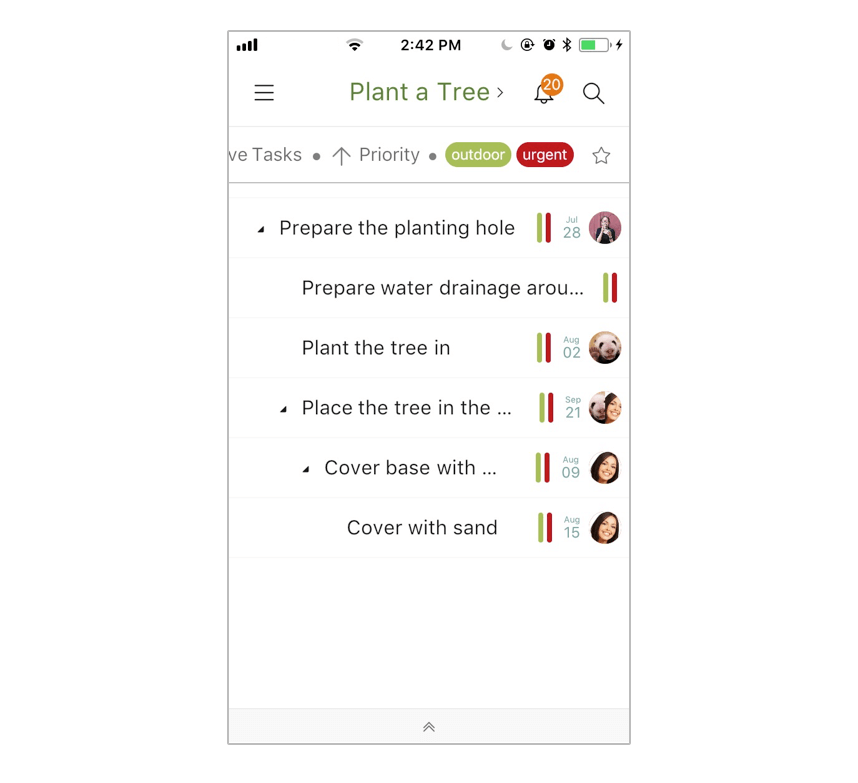 2:42 PM
Plant a Tree
20
ve Tasks • Priority • outdoor urgent
Prepare the planting hole Jul 28
Prepare water drainage arou...
Plant the tree in Aug 02
Place the tree in the ... Sep 21
Cover base with ... Aug 09
Cover with sand Aug 15